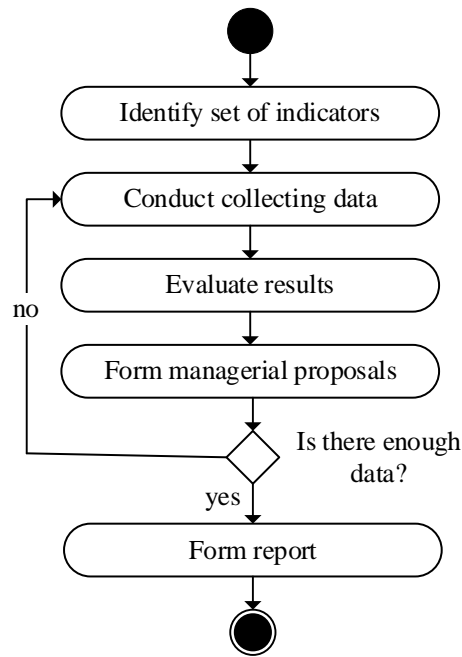 Identify set of indicators
Conduct collecting data
Evaluate results
no
Form managerial proposals
Is there enough
data?
yes
Form report